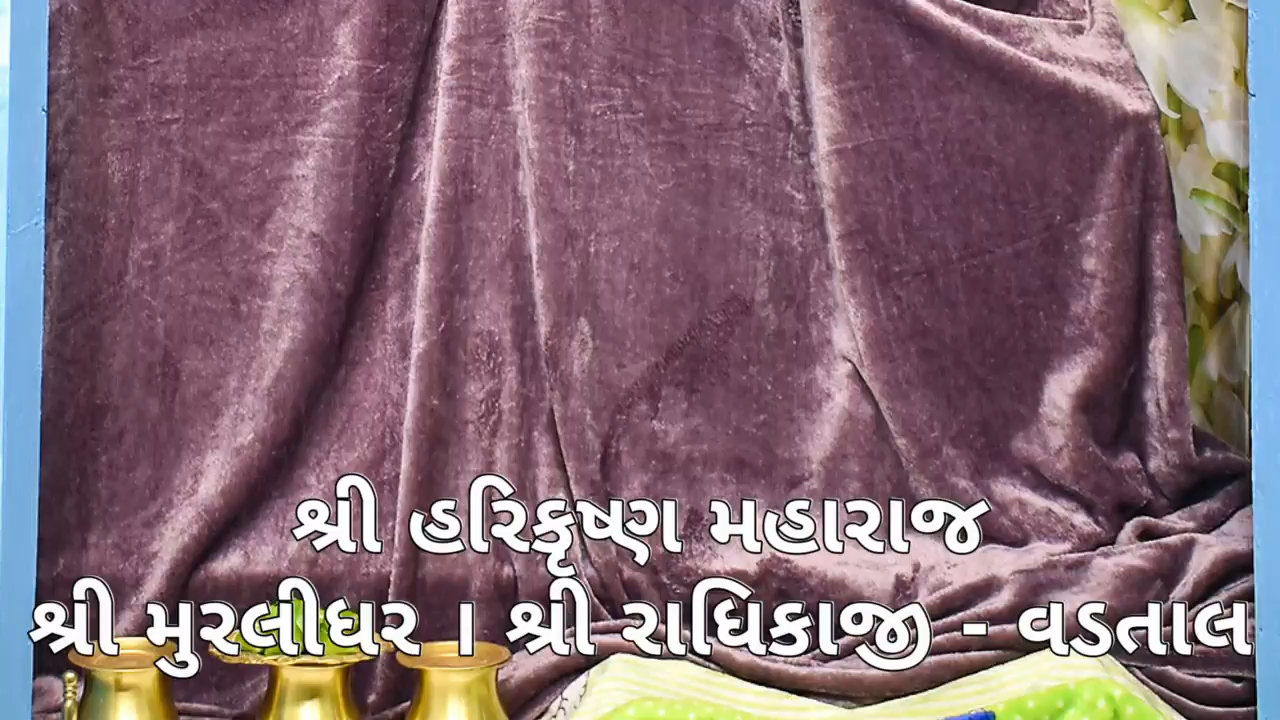 શ્રી હરિકૃષ્ણ મહારાજ
શ્રી મુરલીધર । શ્રી રાધિકાજી - વડતાલ